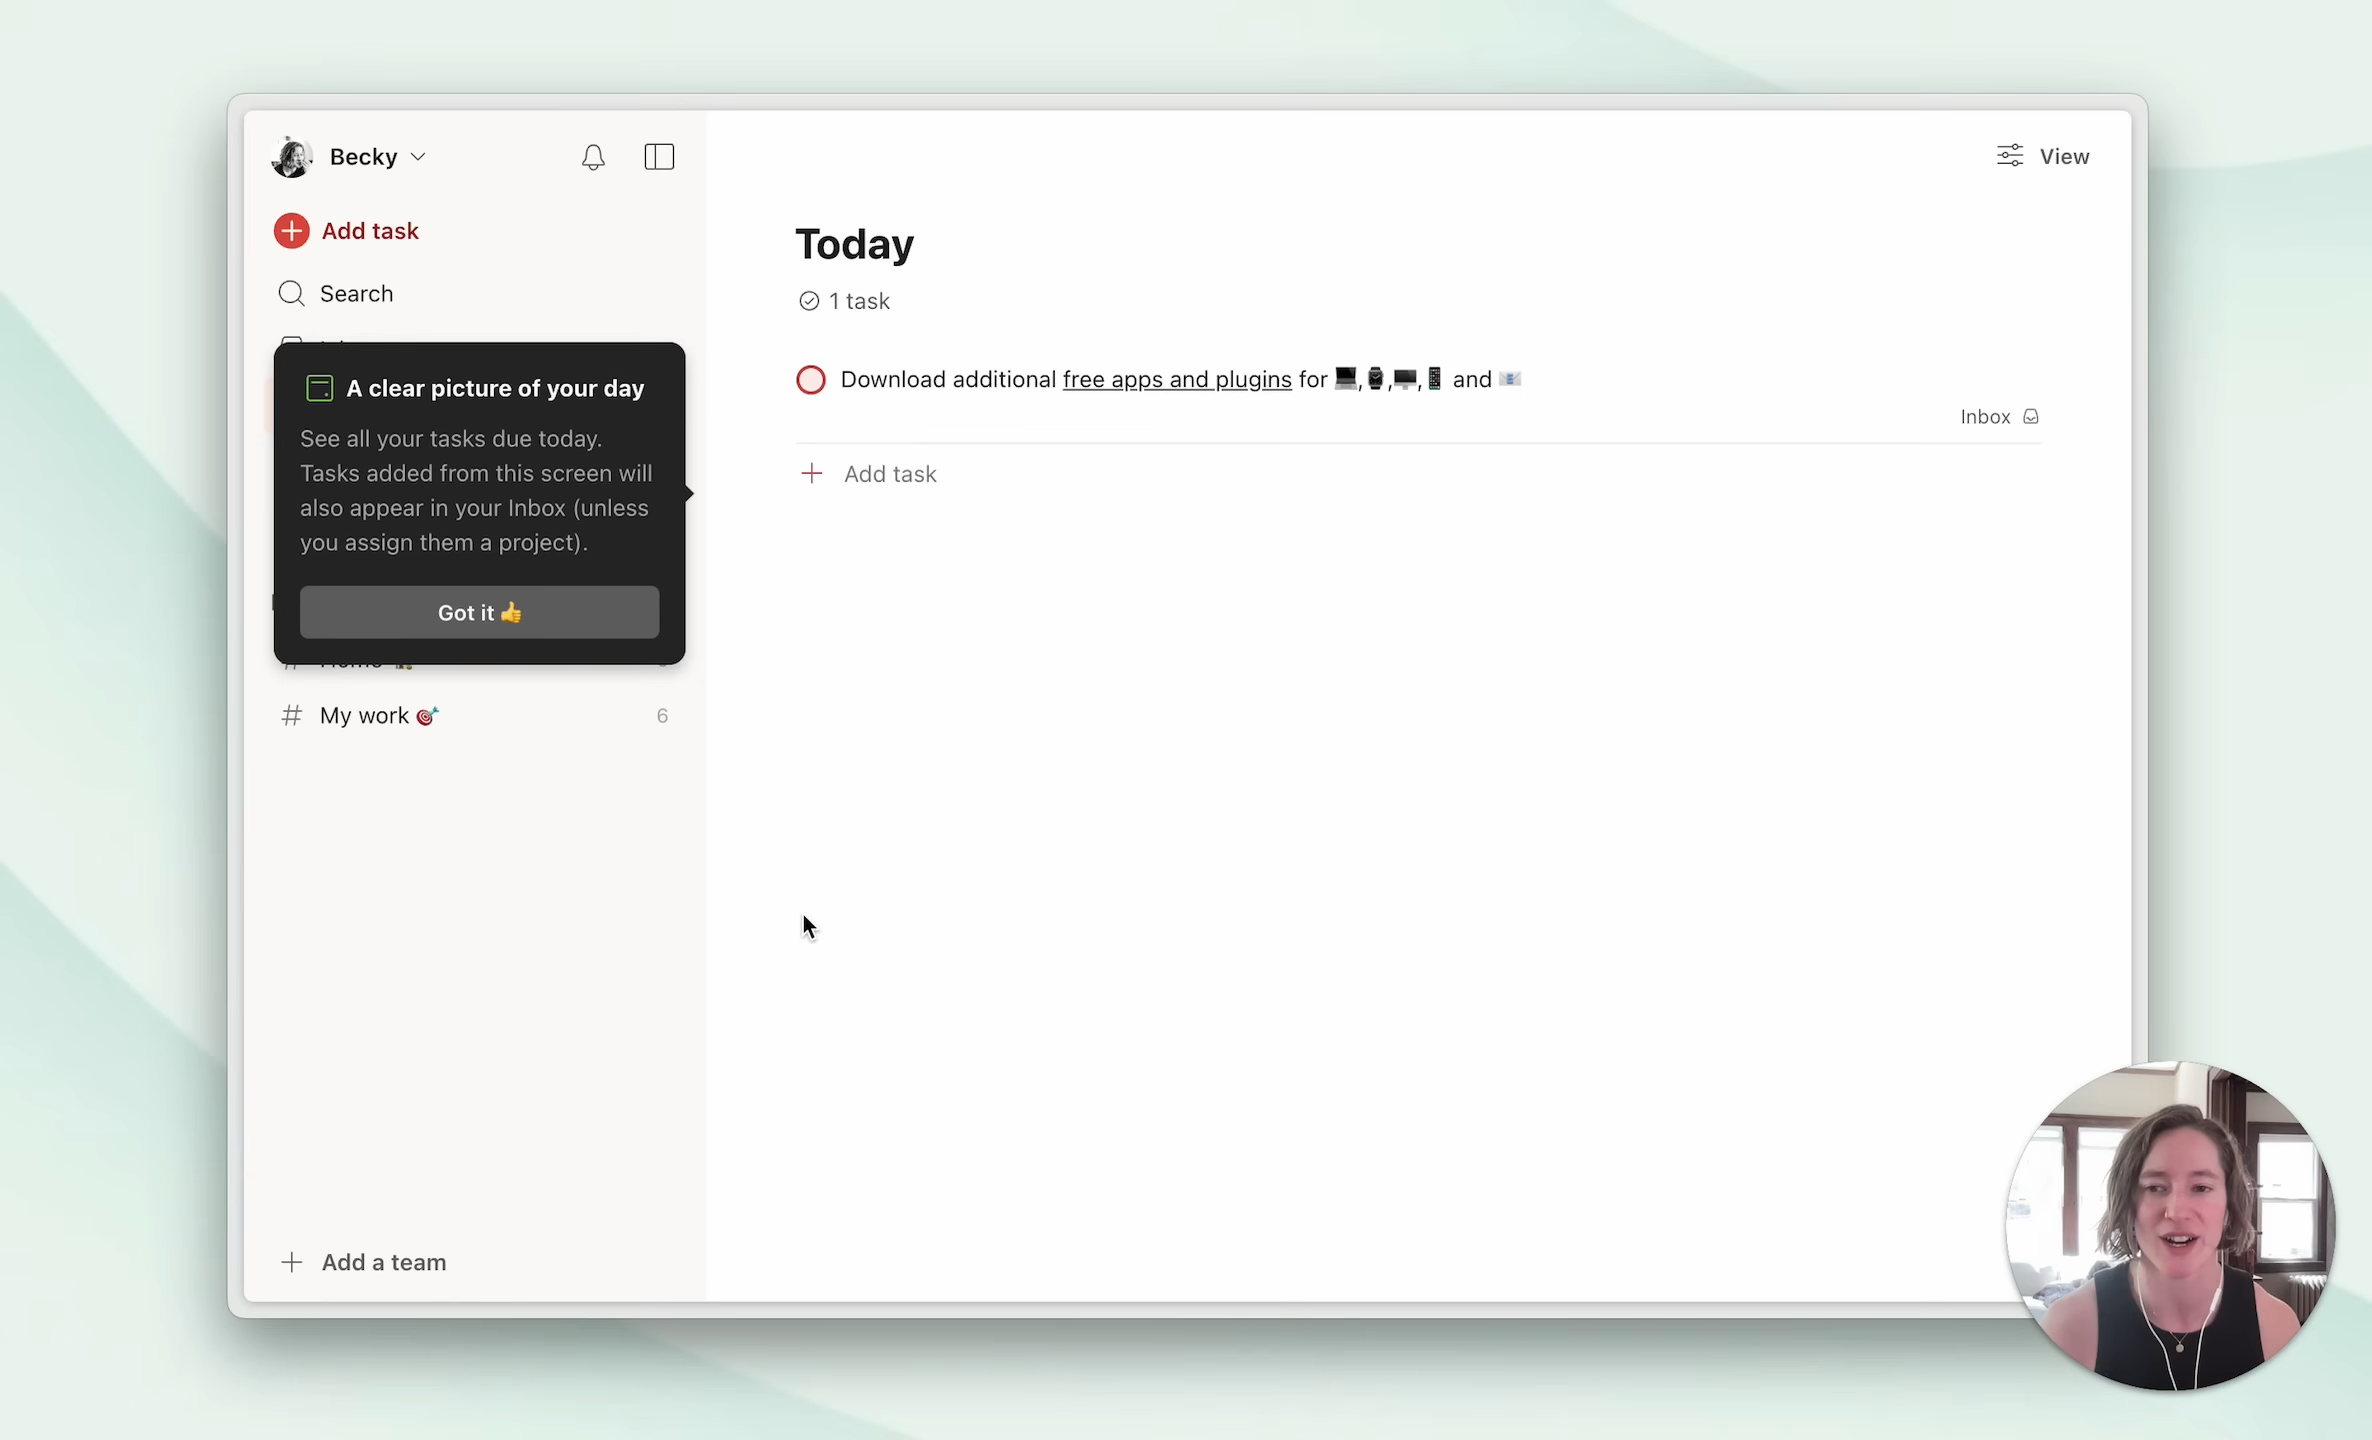 Becky
Add task
Search
A clear picture of your day
See all your tasks due today.
Tasks added from this screen will
also appear in your Inbox (unless
you assign them a project).
Got it 👍
My work 🎯 6
Add a team
View
Today
1 task
Download additional free apps and plugins for 💻,⌚,🖥️,📱 and 📧
Inbox
Add task